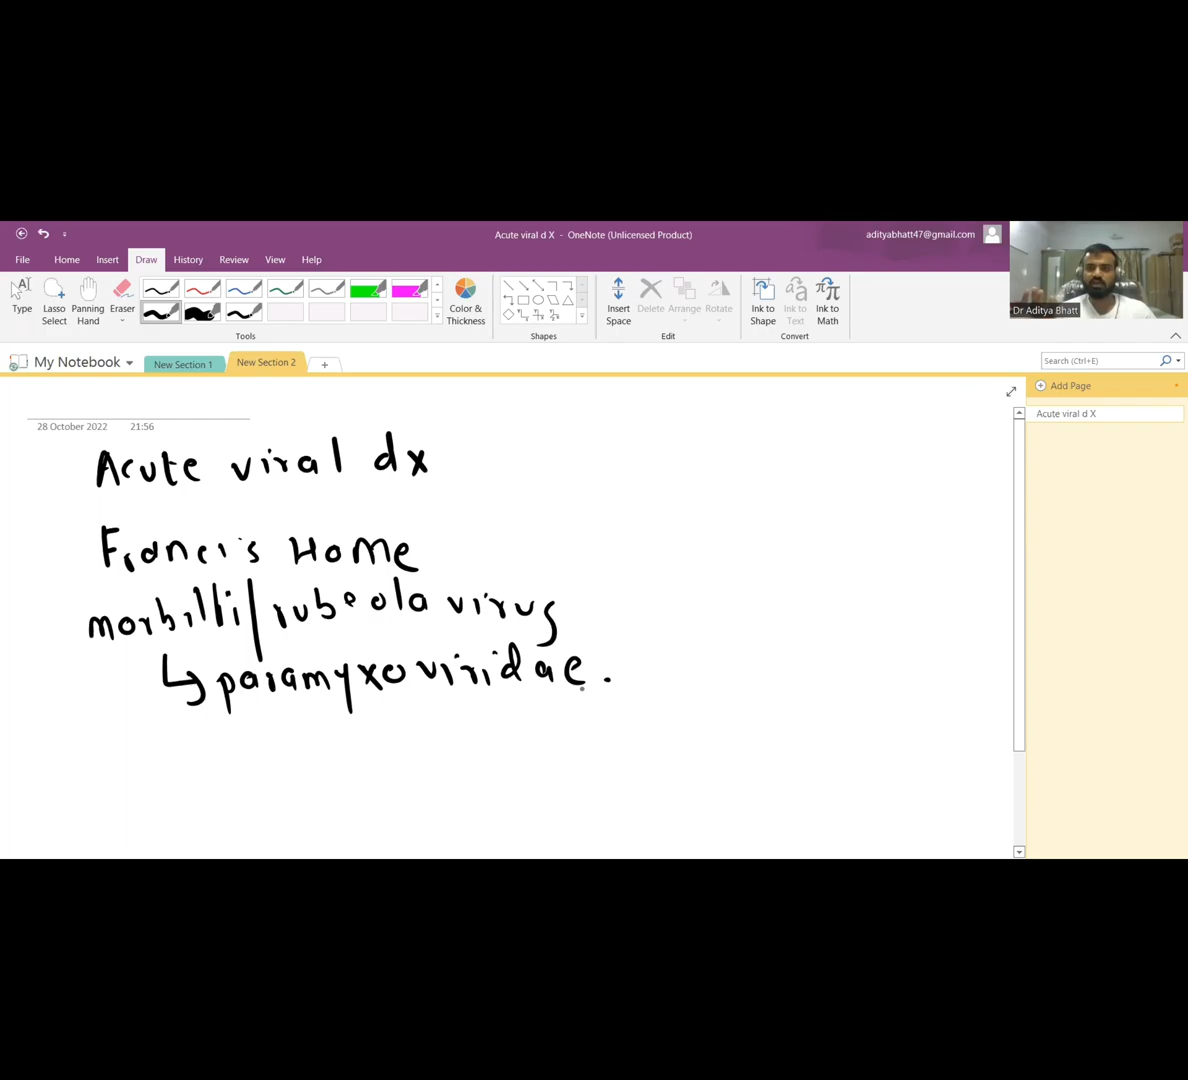 Acute viral d X - OneNote (Unlicensed Product)
adityabhatt47@gmail.com
File Home Insert Draw History Review View Help
Type
Lasso Select
Panning Hand
Eraser
Color & Thickness
Insert Space
Delete
Arrange
Rotate
Ink to Shape
Ink to Text
Ink to Math
Tools
Shapes
Edit
Convert
Dr Aditya Bhatt
My Notebook
New Section 1
New Section 2
Search (Ctrl+E)
Add Page
Acute viral d X
28 October 2022 21:56
Acute viral dx
Francis Home
morbilli/rubeola virus
↳ paramyxoviridae.